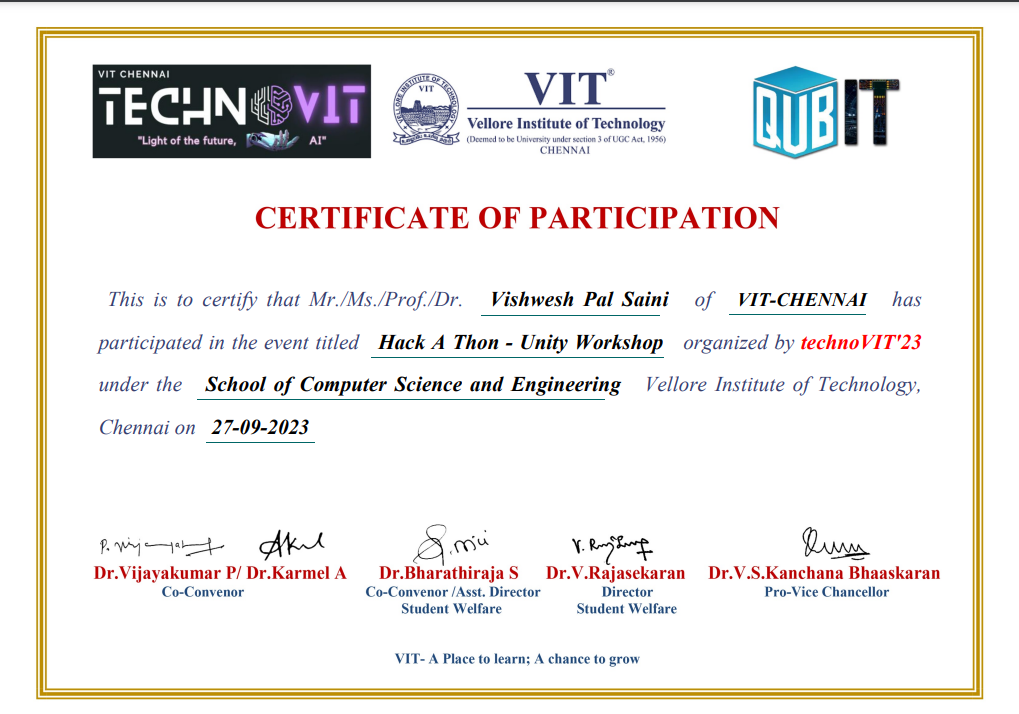 VIT CHENNAI
TECHNOVIT
"Light of the future, AI"
VELLORE INSTITUTE OF TECHNOLOGY
VIT
VIT®
Vellore Institute of Technology
(Deemed to be University under section 3 of UGC Act, 1956)
CHENNAI
QUBIT
CERTIFICATE OF PARTICIPATION
This is to certify that Mr./Ms./Prof./Dr. Vishwesh Pal Saini of VIT-CHENNAI has
participated in the event titled Hack A Thon - Unity Workshop organized by technoVIT'23
under the School of Computer Science and Engineering Vellore Institute of Technology,
Chennai on 27-09-2023
Dr.Vijayakumar P/ Dr.Karmel A
Co-Convenor
Dr.Bharathiraja S
Co-Convenor /Asst. Director
Student Welfare
Dr.V.Rajasekaran
Director
Student Welfare
Dr.V.S.Kanchana Bhaaskaran
Pro-Vice Chancellor
VIT- A Place to learn; A chance to grow